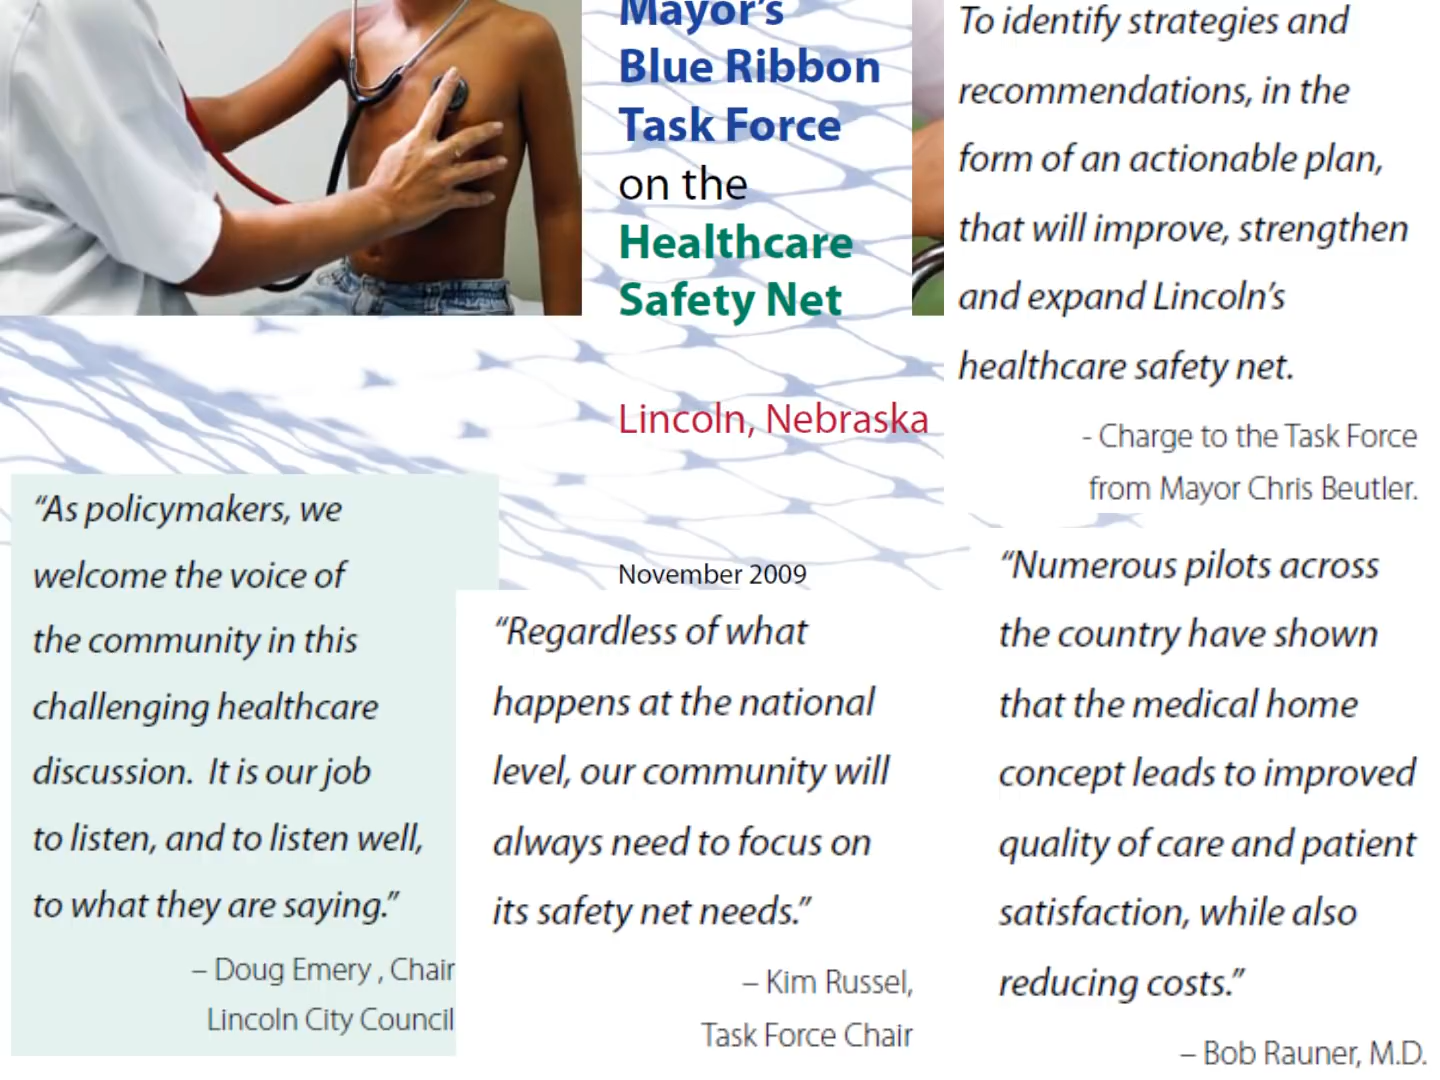 Mayor's
Blue Ribbon
Task Force
on the
Healthcare
Safety Net
Lincoln, Nebraska
November 2009
To identify strategies and
recommendations, in the
form of an actionable plan,
that will improve, strengthen
and expand Lincoln's
healthcare safety net.
- Charge to the Task Force
from Mayor Chris Beutler.
“As policymakers, we
welcome the voice of
the community in this
challenging healthcare
discussion.  It is our job
to listen, and to listen well,
to what they are saying.”
– Doug Emery , Chair
Lincoln City Council
“Regardless of what
happens at the national
level, our community will
always need to focus on
its safety net needs.”
– Kim Russel,
Task Force Chair
“Numerous pilots across
the country have shown
that the medical home
concept leads to improved
quality of care and patient
satisfaction, while also
reducing costs.”
– Bob Rauner, M.D.